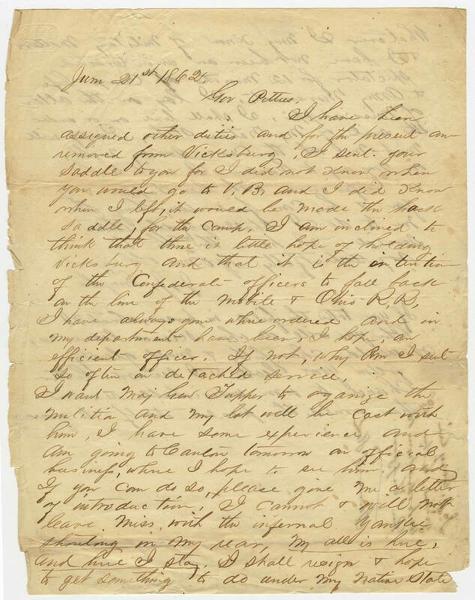 June 21st 1862
Gov Pettus,
I have been
assigned other duties and for the present am
removed from Vicksburg, I sent your
Saddle to you for I did not know when
you would go to V, B, and I did know
when I left, it would be made the hack
saddle, for the camp. I am inclined to
think that there is little hope of holding
Vicksburg and that it is the intention
of the Confederate officers to fall back
on the line of the Mobile & Ohio R, R,
I have always gone where ordered and in
my department have been, I hope, an
efficient officer. If not, why Am I sent
so often on detached service.
I want Maj Genl Tupper to organize the
Militia and my lot will be cast with
him, I have some experience, and
Am going to Canton tomorrow on official
business, where I hope to see him, and
If you can do so, please give me a letter
of introduction, I cannot & will not
leave Miss, with the infernal Yankee
shouting on my rear, My all is here,
and here I stay. I shall resign & hope
to get something to do under my Native State